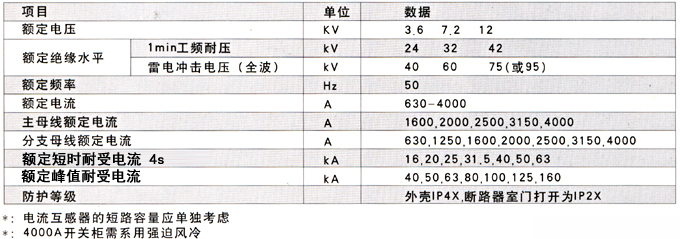 项目 单位 数据
额定电压 KV 3.6 7.2 12
额定绝缘水平 1min工频耐压 kV 24 32 42
雷电冲击电压（全波） kV 40 60 75(或95)
额定频率 Hz 50
额定电流 A 630-4000
主母线额定电流 A 1600,2000,2500,3150,4000
分支母线额定电流 A 630,1250,1600,2000,2500,3150,4000
额定短时耐受电流 4s kA 16,20,25,31.5,40,50,63
额定峰值耐受电流 kA 40,50,63,80,100,125,160
防护等级 外壳IP4X,断路器室门打开为IP2X
*: 电流互感器的短路容量应单独考虑
*: 4000A开关柜需系用强迫风冷